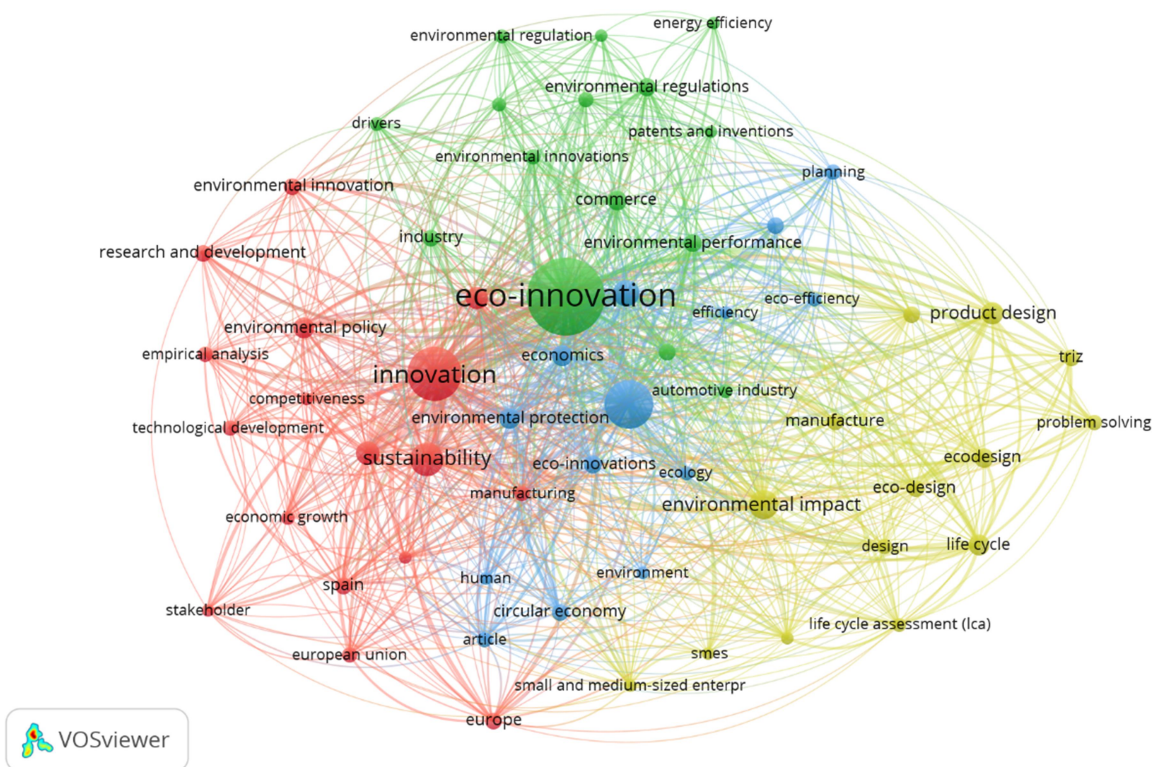 energy efficiency
environmental regulation
environmental regulations
drivers
patents and inventions
environmental innovations
planning
environmental innovation
commerce
industry
environmental performance
research and development
eco-innovation
eco-efficiency
efficiency
product design
environmental policy
empirical analysis
economics
triz
innovation
automotive industry
competitiveness
environmental protection
manufacture
problem solving
technological development
sustainability
ecodesign
eco-innovations
ecology
eco-design
manufacturing
environmental impact
economic growth
design
life cycle
human
environment
spain
stakeholder
circular economy
life cycle assessment (lca)
article
european union
smes
small and medium-sized enterpr
europe
VOSviewer